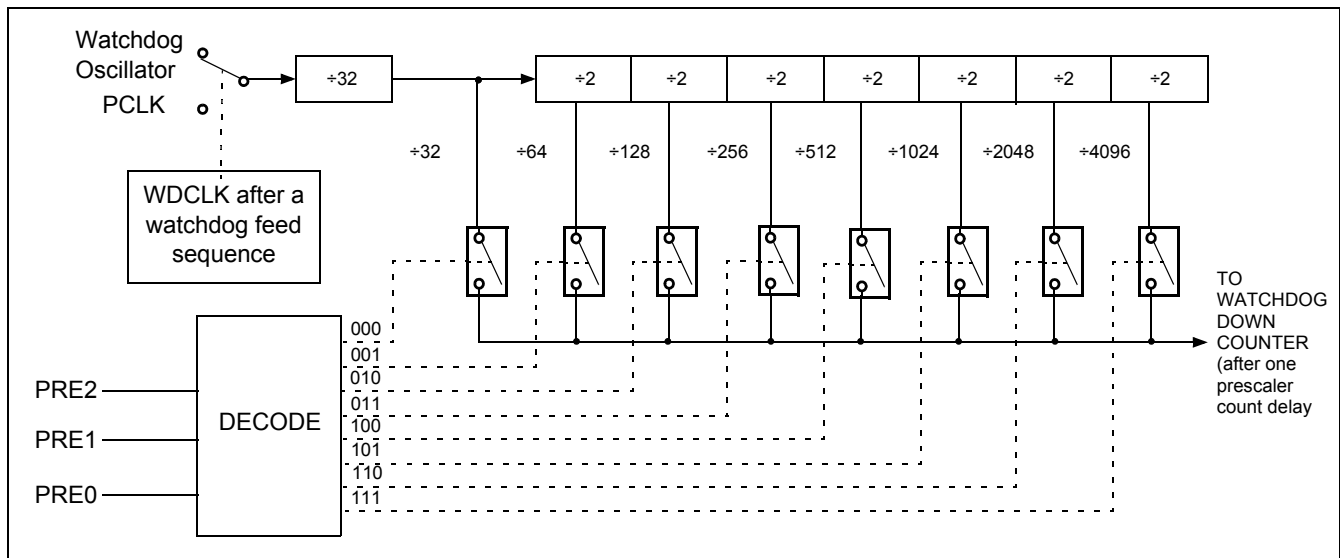 Watchdog
Oscillator
PCLK
÷32
÷2 ÷2 ÷2 ÷2 ÷2 ÷2 ÷2
÷32 ÷64 ÷128 ÷256 ÷512 ÷1024 ÷2048 ÷4096
WDCLK after a
watchdog feed
sequence
TO
WATCHDOG
DOWN
COUNTER
(after one
prescaler
count delay
PRE2
PRE1
PRE0
DECODE
000
001
010
011
100
101
110
111